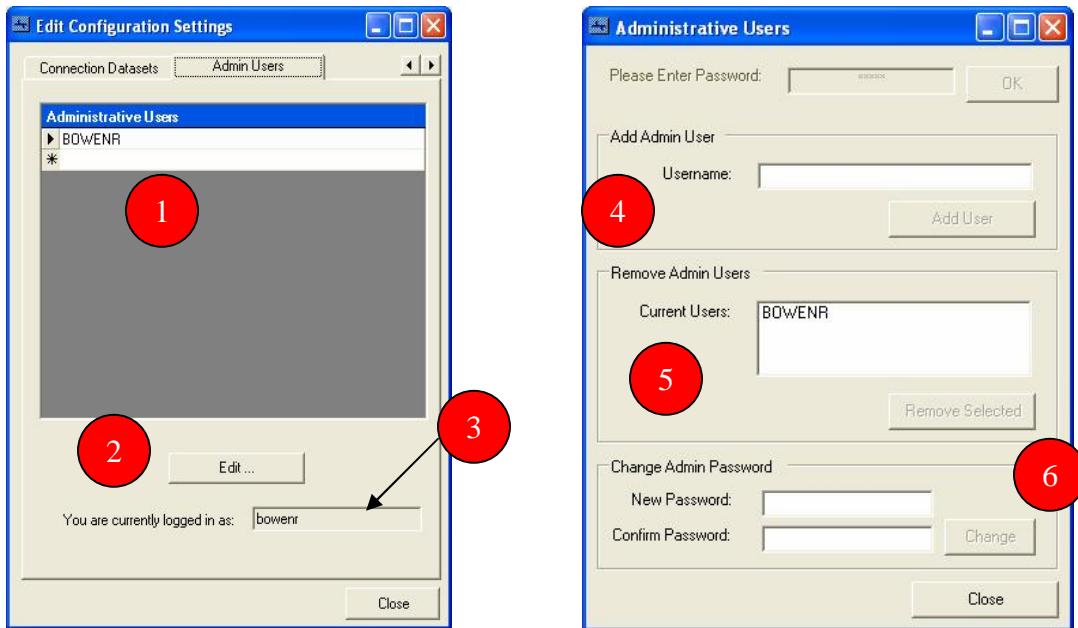 Edit Configuration Settings
Connection Datasets
Admin Users
Administrative Users
BOWENR
1
2
3
Edit ...
You are currently logged in as:
bowenr
Close
Administrative Users
Please Enter Password:
xxxxx
OK
Add Admin User
Username:
4
Add User
Remove Admin Users
Current Users:
BOWENR
5
Remove Selected
6
Change Admin Password
New Password:
Confirm Password:
Change
Close